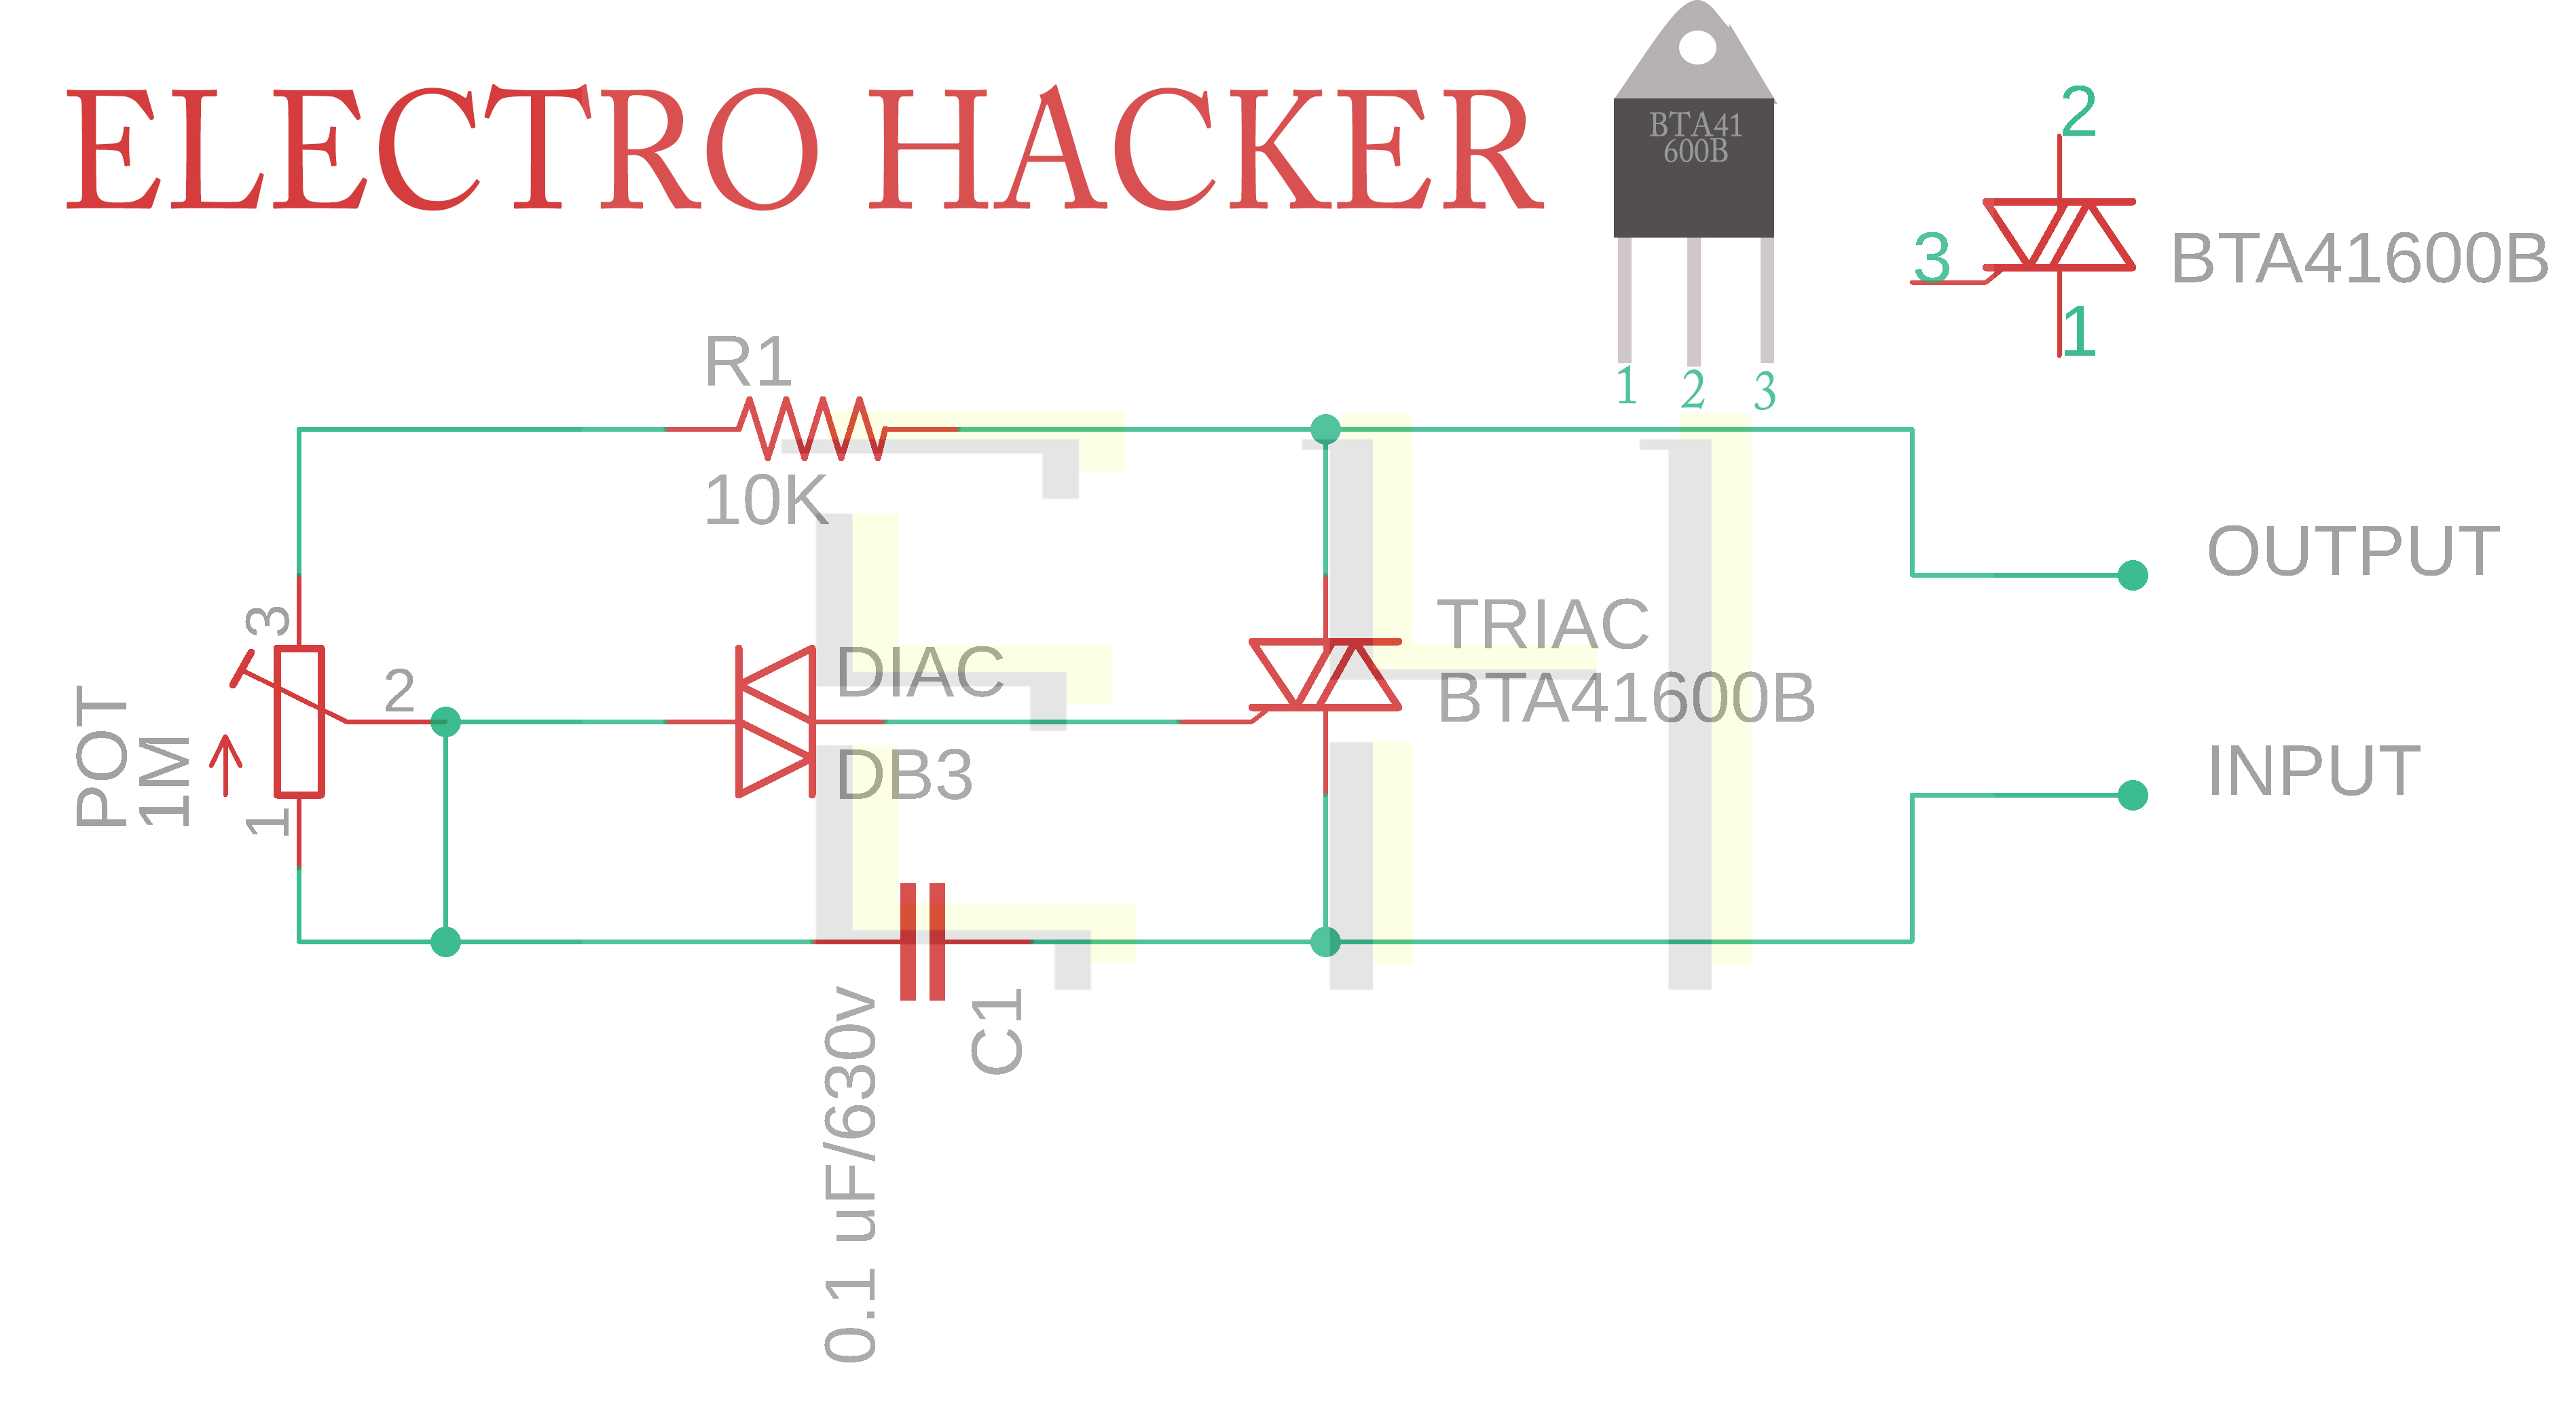 ELECTRO HACKER
BTA41
600B
1 2 3
2
3
BTA41600B
1
R1
10K
OUTPUT
3
TRIAC
BTA41600B
DIAC
2
POT
1M
DB3
INPUT
1
0.1 uF/630v
C1